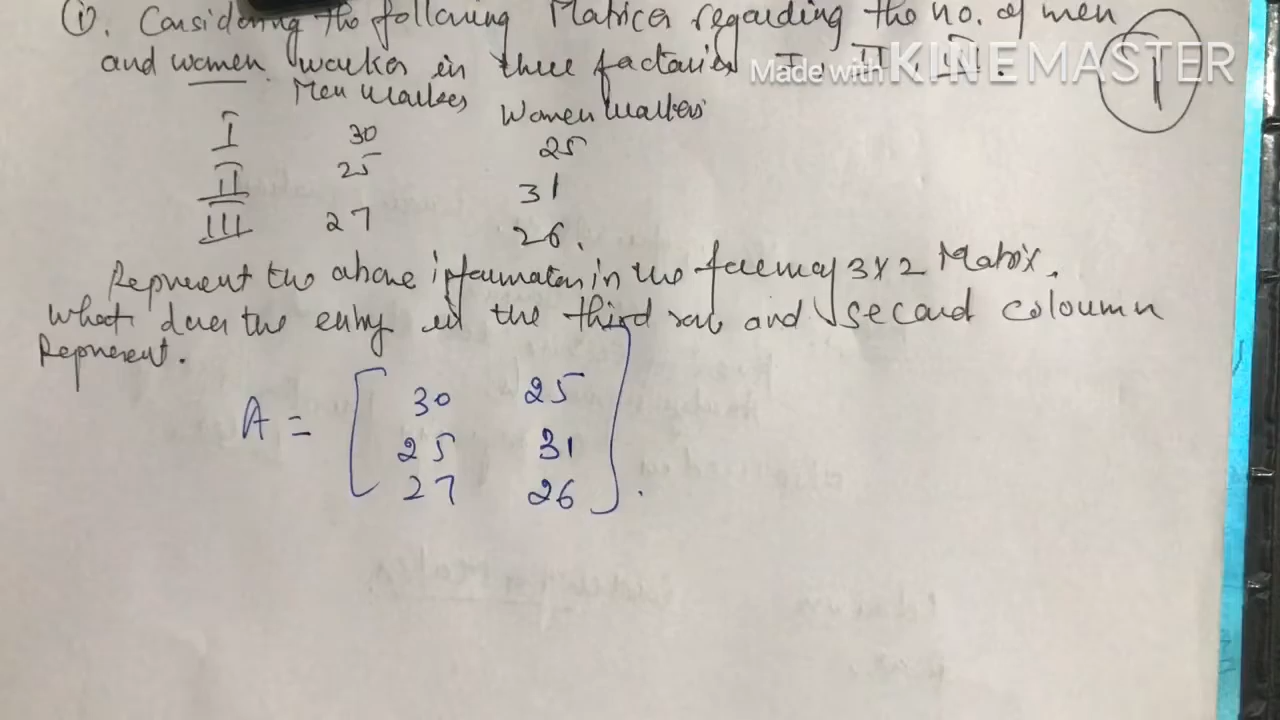 (i). Considering the following Matrices regarding the no. of men
and women worker in three factories I, II, III.
Made with KINEMASTER
1
Men Workers Women Workers
I 30 25
II 25 31
III 27 26.
Represent the above information in the form of 3 x 2 Matrix.
What does the entry in the third row and second coloumn
Represent.
A = [ 30 25
25 31
27 26 ].